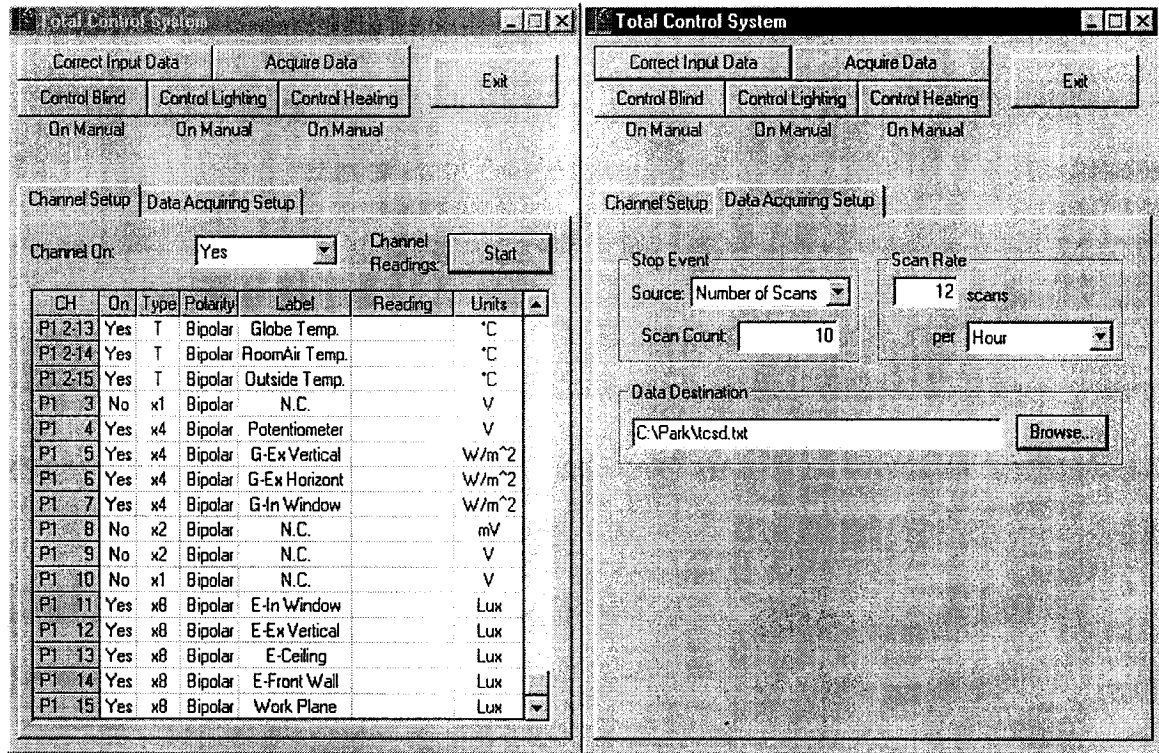 Total Control System
Correct Input Data Acquire Data Exit
Control Blind Control Lighting Control Heating
On Manual On Manual On Manual
Channel Setup Data Acquiring Setup
Channel On: Yes Channel Readings: Start
CH On Type Polarity Label Reading Units
P1 2-13 Yes T Bipolar Globe Temp. °C
P1 2-14 Yes T Bipolar RoomAir Temp. °C
P1 2-15 Yes T Bipolar Outside Temp. °C
P1 3 No x1 Bipolar N.C. V
P1 4 Yes x4 Bipolar Potentiometer V
P1 5 Yes x4 Bipolar G-Ex Vertical W/m^2
P1 6 Yes x4 Bipolar G-Ex Horizont W/m^2
P1 7 Yes x4 Bipolar G-In Window W/m^2
P1 8 No x2 Bipolar N.C. mV
P1 9 No x2 Bipolar N.C. V
P1 10 No x1 Bipolar N.C. V
P1 11 Yes x8 Bipolar E-In Window Lux
P1 12 Yes x8 Bipolar E-Ex Vertical Lux
P1 13 Yes x8 Bipolar E-Ceiling Lux
P1 14 Yes x8 Bipolar E-Front Wall Lux
P1 15 Yes x8 Bipolar Work Plane Lux
Total Control System
Correct Input Data Acquire Data Exit
Control Blind Control Lighting Control Heating
On Manual On Manual On Manual
Channel Setup Data Acquiring Setup
Stop Event
Source: Number of Scans
Scan Count: 10
Scan Rate
12 scans
per Hour
Data Destination
C:\Park\tcsd.txt Browse...